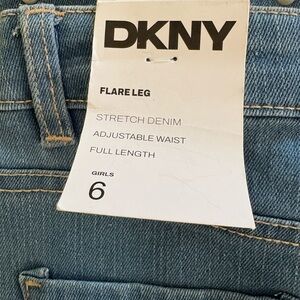 DKNY
FLARE LEG
STRETCH DENIM
ADJUSTABLE WAIST
FULL LENGTH
GIRLS
6